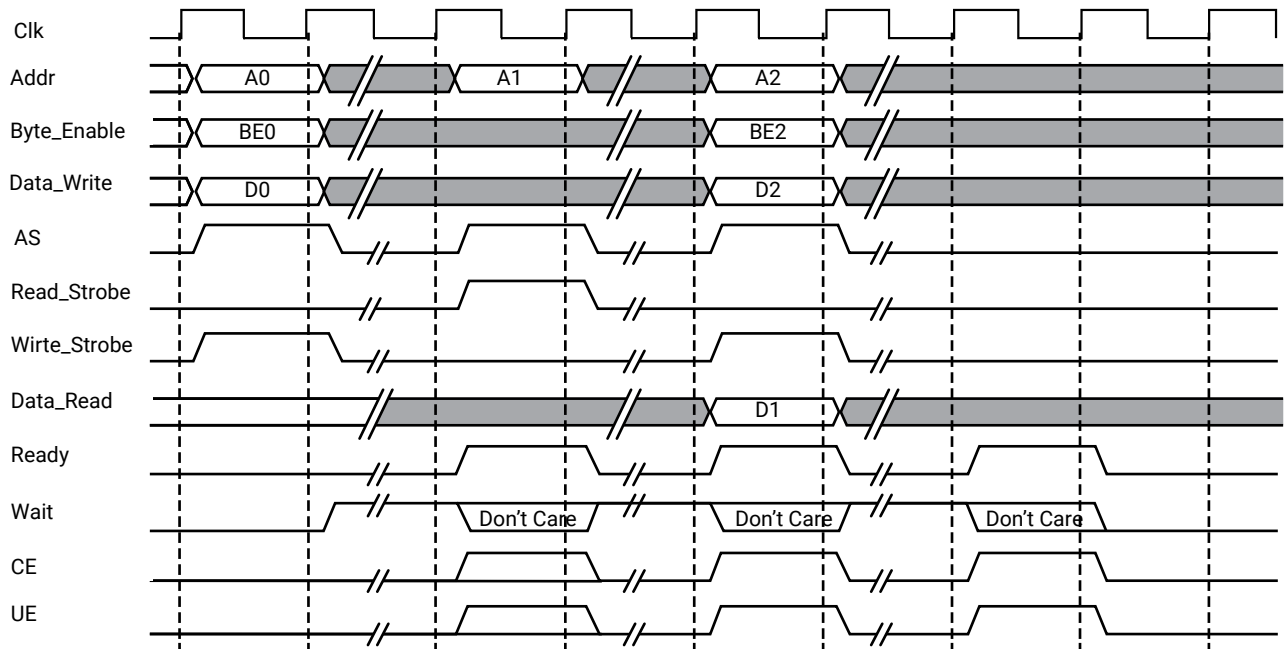 Clk
Addr A0 A1 A2
Byte_Enable BE0 BE2
Data_Write D0 D2
AS
Read_Strobe
Wirte_Strobe
Data_Read D1
Ready
Wait Don’t Care Don’t Care Don’t Care
CE
UE